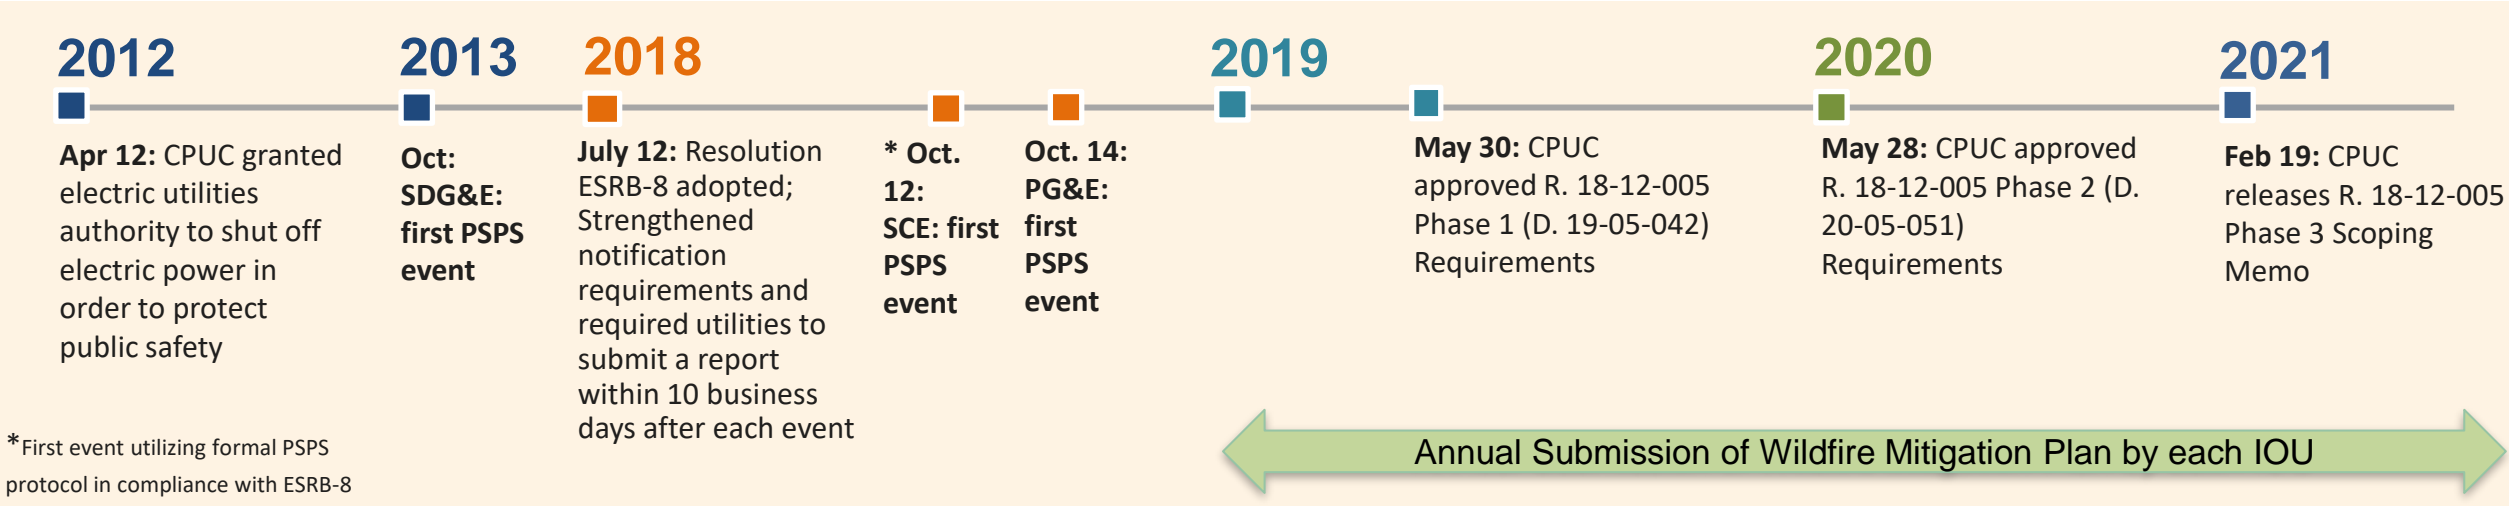 2012
Apr 12: CPUC granted
electric utilities
authority to shut off
electric power in
order to protect
public safety
2013
Oct:
SDG&E:
first PSPS
event
2018
July 12: Resolution
ESRB-8 adopted;
Strengthened
notification
requirements and
required utilities to
submit a report
within 10 business
days after each event
* Oct.
12:
SCE: first
PSPS
event
Oct. 14:
PG&E:
first
PSPS
event
2019
May 30: CPUC
approved R. 18-12-005
Phase 1 (D. 19-05-042)
Requirements
2020
May 28: CPUC approved
R. 18-12-005 Phase 2 (D.
20-05-051)
Requirements
2021
Feb 19: CPUC
releases R. 18-12-005
Phase 3 Scoping
Memo
*First event utilizing formal PSPS
protocol in compliance with ESRB-8
Annual Submission of Wildfire Mitigation Plan by each IOU